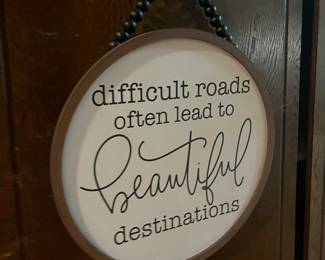 difficult roads
often lead to
beautiful
destinations